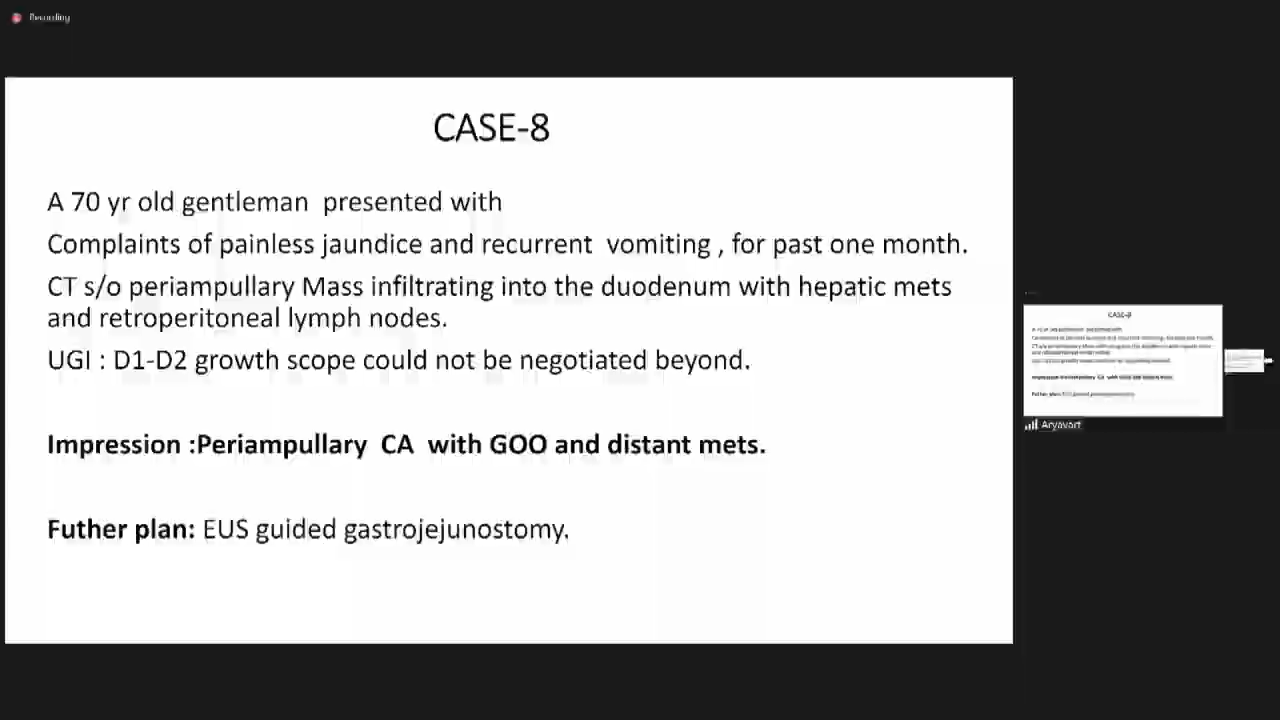 Recording
CASE-8
A 70 yr old gentleman presented with
Complaints of painless jaundice and recurrent vomiting , for past one month.
CT s/o periampullary Mass infiltrating into the duodenum with hepatic mets
and retroperitoneal lymph nodes.
UGI : D1-D2 growth scope could not be negotiated beyond.
Impression :Periampullary CA with GOO and distant mets.
Futher plan: EUS guided gastrojejunostomy.
CASE-8
Aryavart